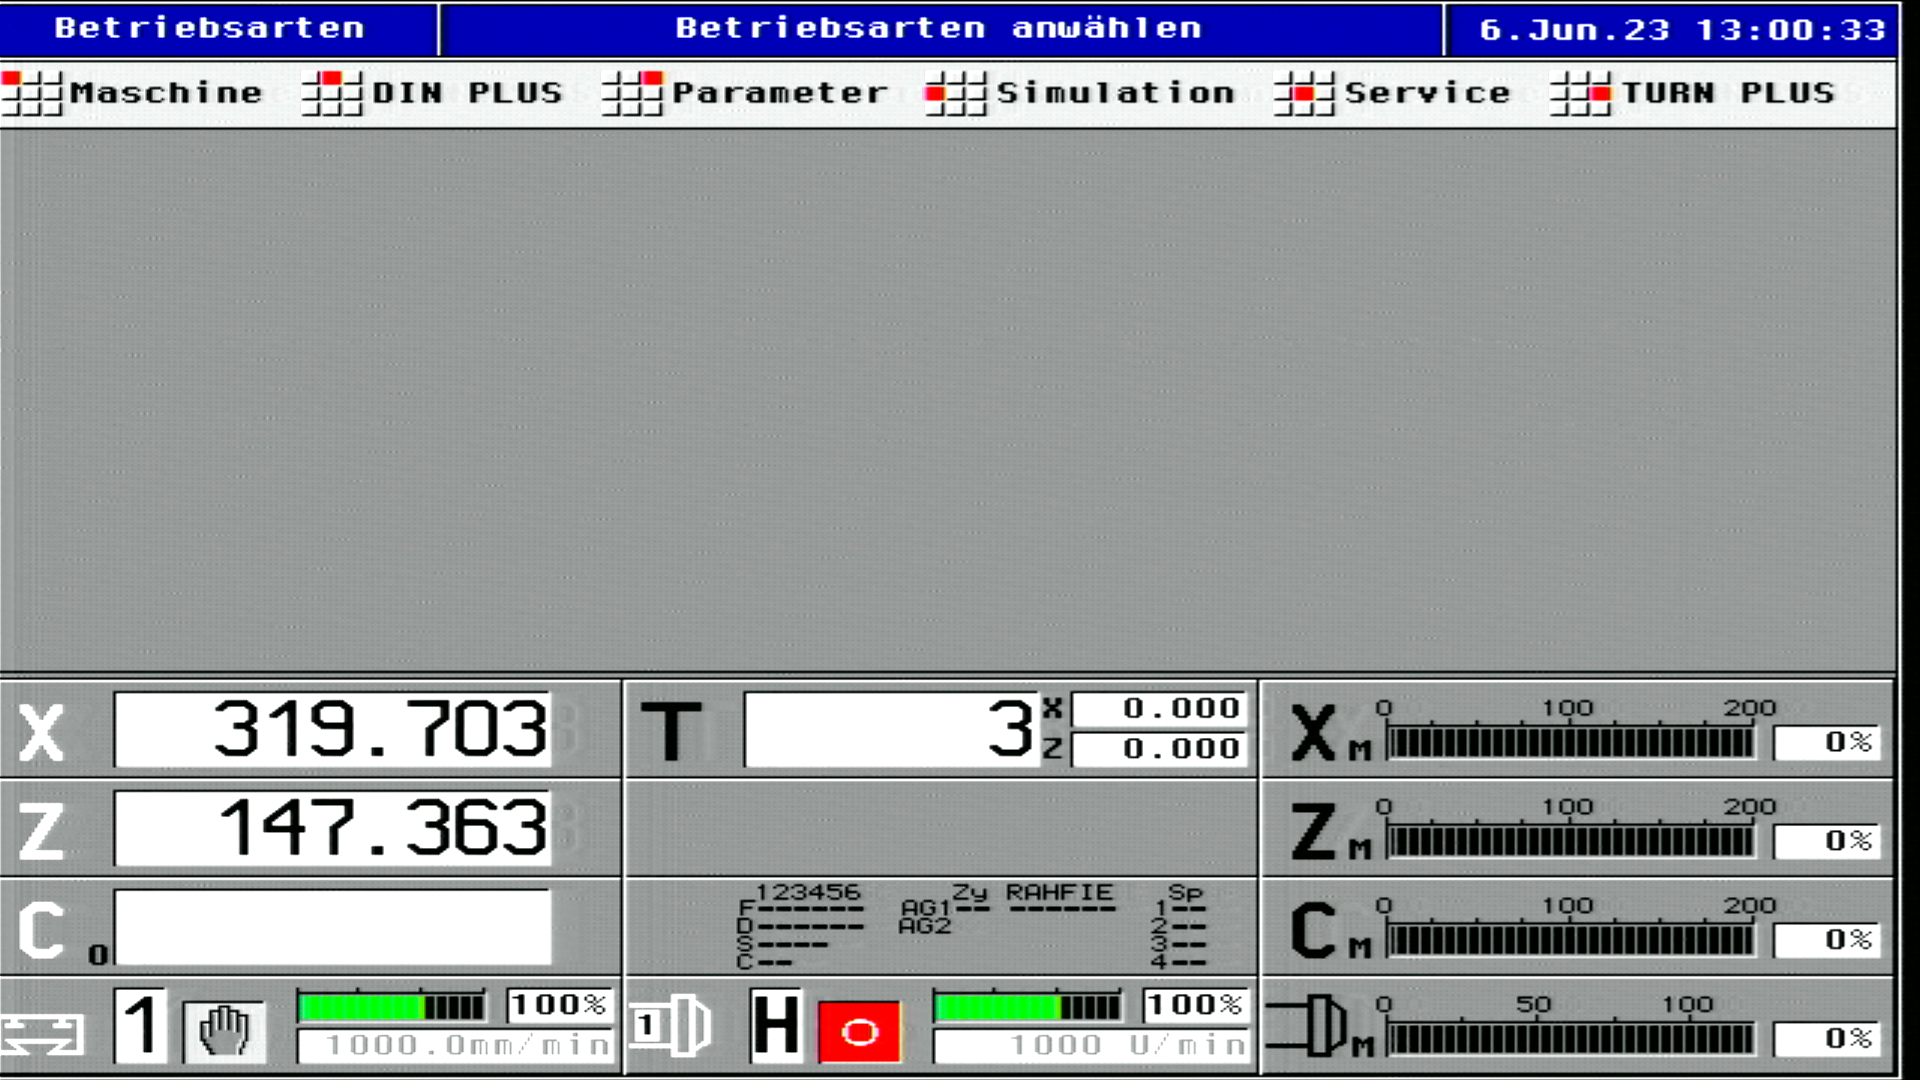 Betriebsarten Betriebsarten anwählen 6.Jun.23 13:00:33
Maschine DIN PLUS Parameter Simulation Service TURN PLUS
X 319.703 T 3 X 0.000 Z 0.000 X M 0 100 200 0%
Z 147.363 Z M 0 100 200 0%
C 0 C M 0 100 200 0%
123456 Zy RAHFIE Sp
F------ AG1-- ------ 1--
D------ AG2 2--
S---- 3--
C-- 4--
1 100% 1 H 100% M 0 50 100 0%
1000.0mm/min 1000 U/min